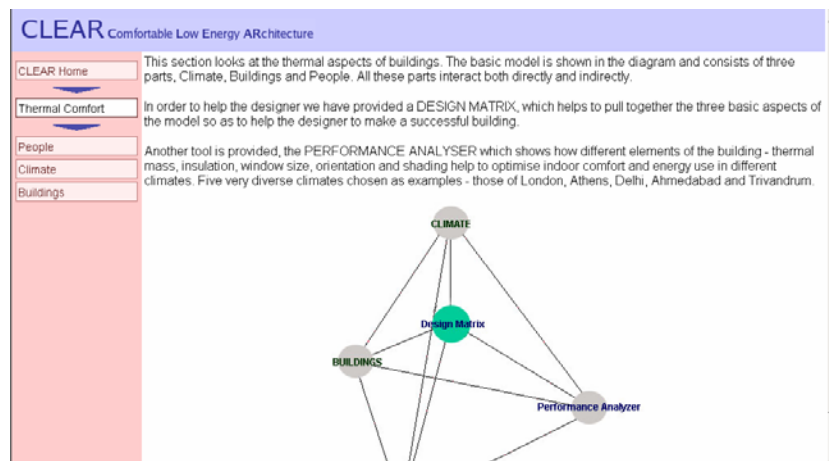 CLEAR Comfortable Low Energy ARchitecture
CLEAR Home
Thermal Comfort
People
Climate
Buildings
This section looks at the thermal aspects of buildings. The basic model is shown in the diagram and consists of three
parts, Climate, Buildings and People. All these parts interact both directly and indirectly.
In order to help the designer we have provided a DESIGN MATRIX, which helps to pull together the three basic aspects of
the model so as to help the designer to make a successful building.
Another tool is provided, the PERFORMANCE ANALYSER which shows how different elements of the building - thermal
mass, insulation, window size, orientation and shading help to optimise indoor comfort and energy use in different
climates. Five very diverse climates chosen as examples - those of London, Athens, Delhi, Ahmedabad and Trivandrum.
CLIMATE
Design Matrix
BUILDINGS
Performance Analyzer